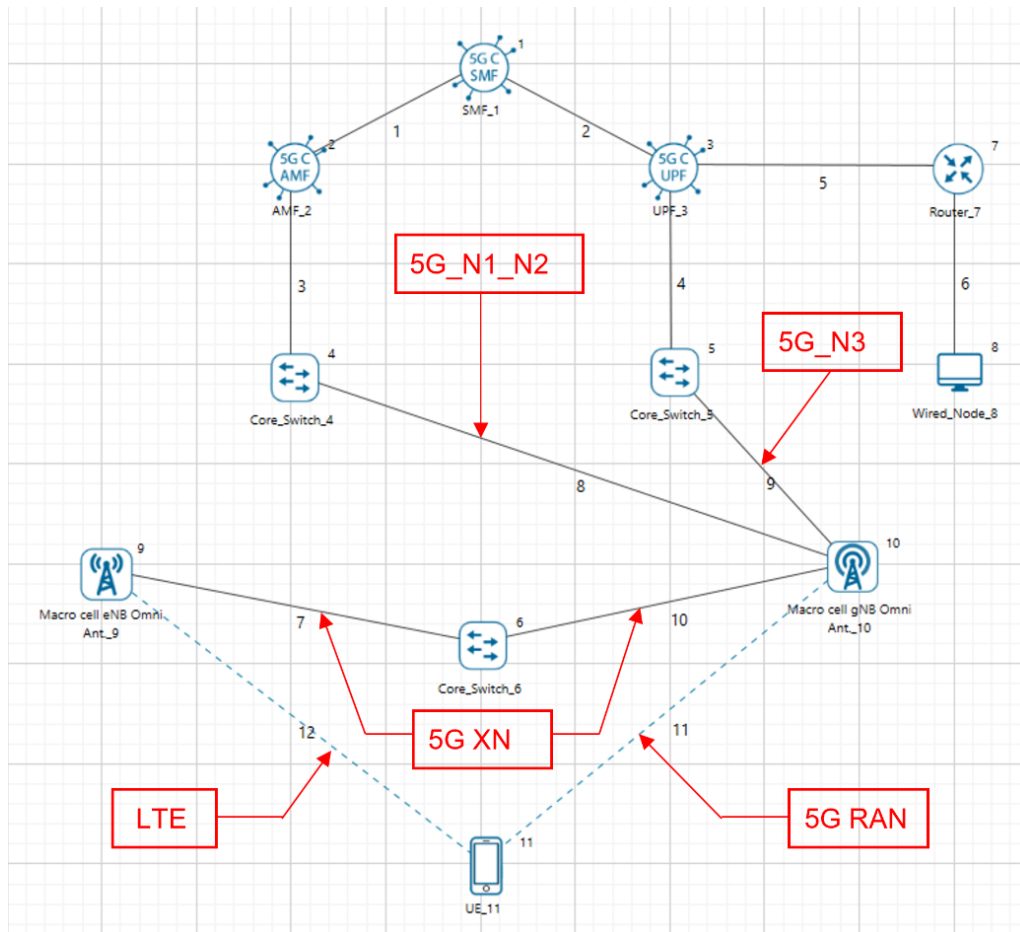 5G C
SMF
1
SMF_1
1
2
5G C
AMF
2
AMF_2
5G C
UPF
3
UPF_3
5
7
Router_7
5G_N1_N2
3
4
6
5G_N3
4
Core_Switch_4
5
Core_Switch_5
8
Wired_Node_8
8
9
9
Macro cell eNB Omni
Ant._9
10
Macro cell gNB Omni
Ant._10
7
6
Core_Switch_6
10
5G XN
12
11
LTE
5G RAN
11
UE_11